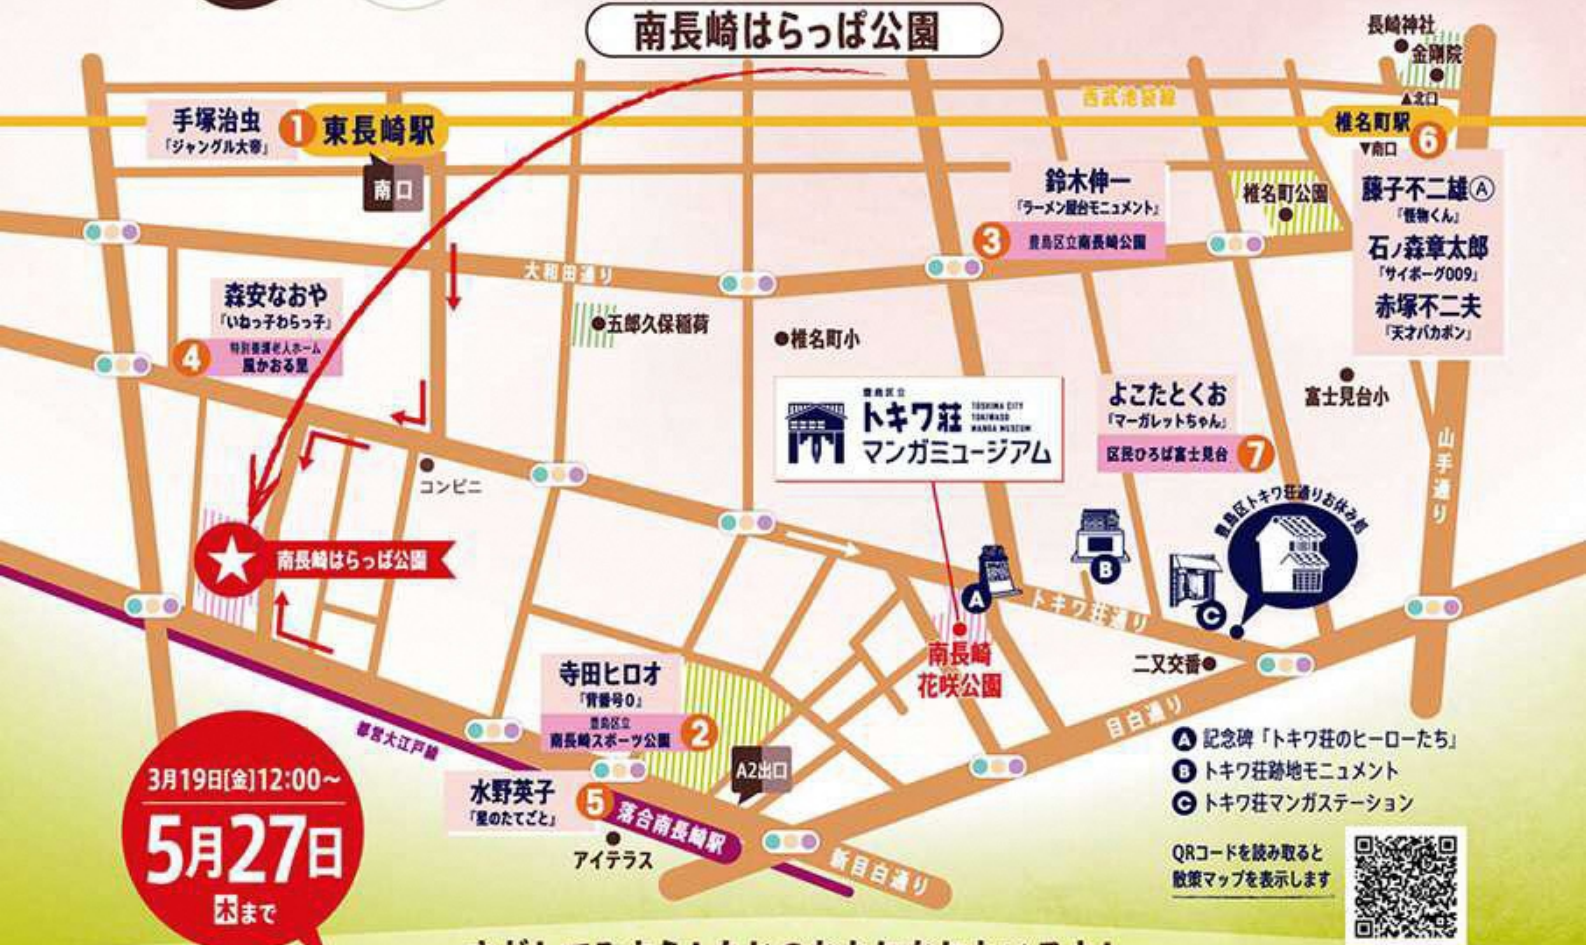 南長崎はらっぱ公園
長崎神社
金剛院
▲北口
西武池袋線
手塚治虫
『ジャングル大帝』
1
東長崎駅
南口
椎名町駅
6
▼南口
藤子不二雄Ⓐ
『怪物くん』
石ノ森章太郎
『サイボーグ009』
赤塚不二夫
『天才バカボン』
鈴木伸一
『ラーメン屋台モニュメント』
3
豊島区立南長崎公園
椎名町公園
大和田通り
森安なおや
『いねっ子わらっ子』
4
特別養護老人ホーム
風かおる里
五郎久保稲荷
椎名町小
豊島区立
トキワ荘
TOSHIMA CITY
TOKIWASO
MANGA MUSEUM
マンガミュージアム
よこたとくお
『マーガレットちゃん』
区民ひろば富士見台
7
富士見台小
山手通り
コンビニ
豊島区トキワ荘通りお休み処
南長崎はらっぱ公園
A
B
C
トキワ荘通り
南長崎
花咲公園
二又交番
目白通り
寺田ヒロオ
『背番号0』
豊島区立
南長崎スポーツ公園
2
都営大江戸線
A2出口
水野英子
『星のたてごと』
5
落合南長崎駅
アイテラス
新目白通り
A 記念碑「トキワ荘のヒーローたち」
B トキワ荘跡地モニュメント
C トキワ荘マンガステーション
QRコードを読み取ると
散策マップを表示します
3月19日[金]12:00〜
5月27日
木まで